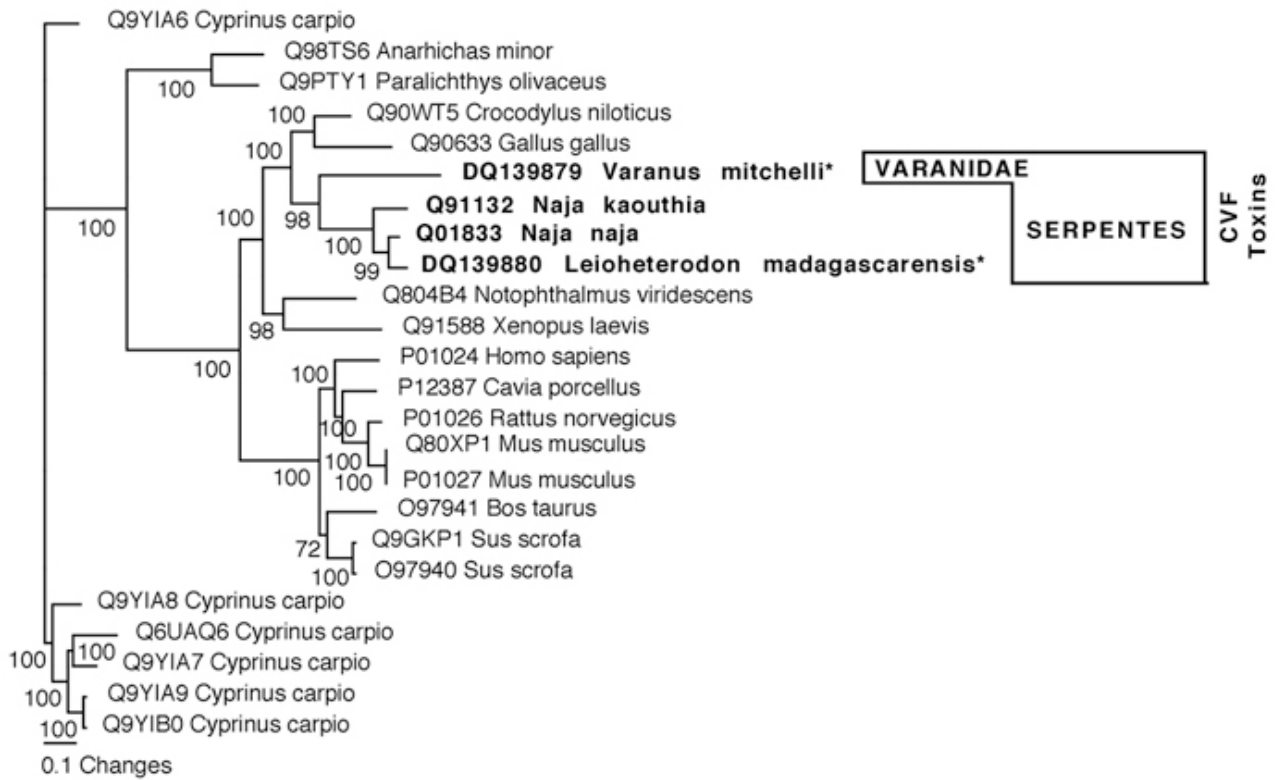 Q9YIA6 Cyprinus carpio
Q98TS6 Anarhichas minor
100
Q9PTY1 Paralichthys olivaceus
100
Q90WT5 Crocodylus niloticus
100
Q90633 Gallus gallus
DQ139879 Varanus mitchelli*
VARANIDAE
98
Q91132 Naja kaouthia
100
100
100
Q01833 Naja naja
SERPENTES
CVF
Toxins
99
DQ139880 Leioheterodon madagascarensis*
Q804B4 Notophthalmus viridescens
98
Q91588 Xenopus laevis
100
P01024 Homo sapiens
100
P12387 Cavia porcellus
100
P01026 Rattus norvegicus
100
Q80XP1 Mus musculus
100
100
P01027 Mus musculus
O97941 Bos taurus
72
Q9GKP1 Sus scrofa
100
O97940 Sus scrofa
Q9YIA8 Cyprinus carpio
Q6UAQ6 Cyprinus carpio
100
100
Q9YIA7 Cyprinus carpio
100
Q9YIA9 Cyprinus carpio
100
Q9YIB0 Cyprinus carpio
0.1 Changes